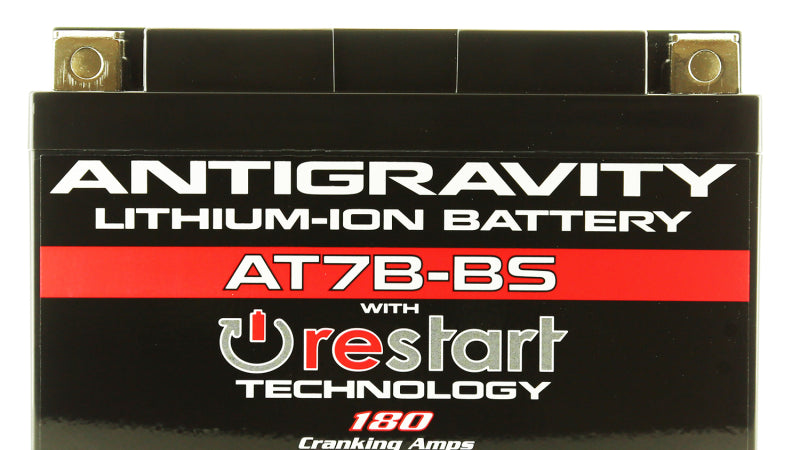 ANTIGRAVITY
LITHIUM-ION BATTERY
AT7B-BS
WITH
restart
TECHNOLOGY
180
Cranking Amps